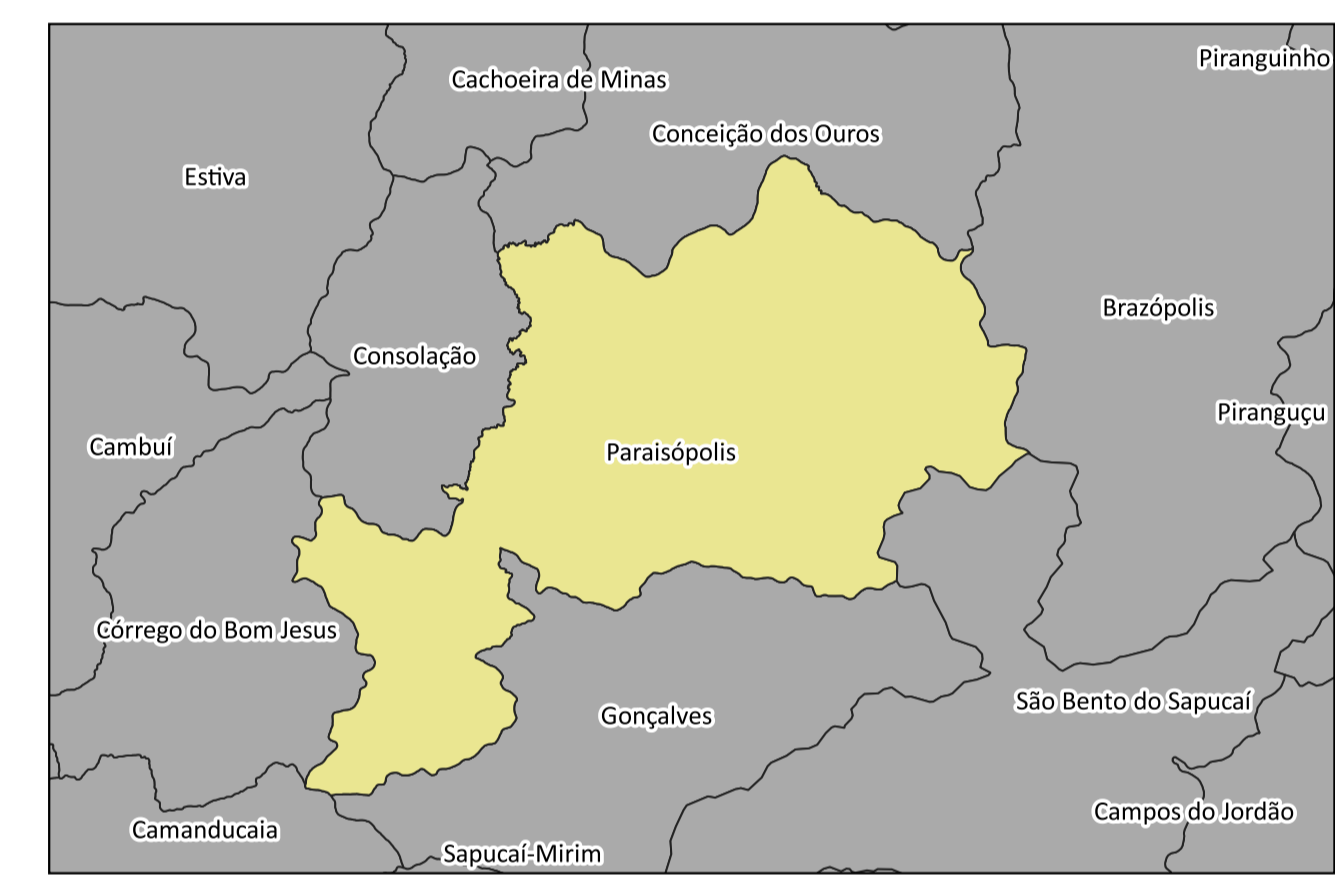 Piranguinho
Cachoeira de Minas
Conceição dos Ouros
Estiva
Brazópolis
Consolação
Piranguçu
Cambuí
Paraisópolis
Córrego do Bom Jesus
São Bento do Sapucaí
Gonçalves
Campos do Jordão
Camanducaia
Sapucaí-Mirim